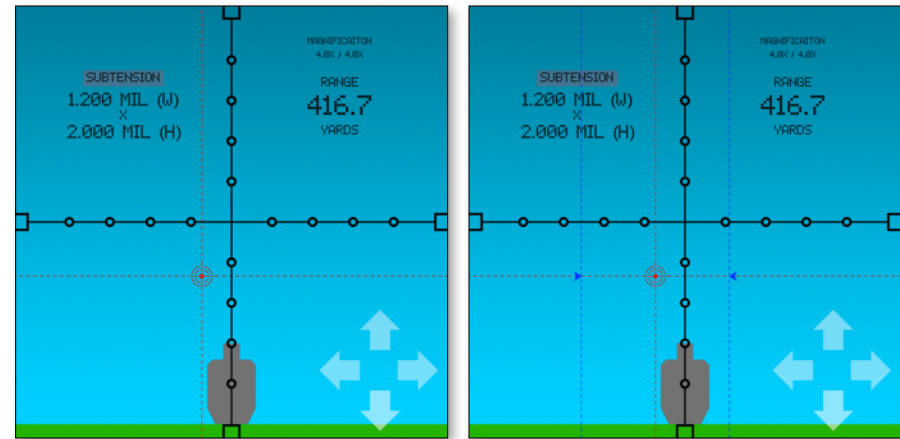 MAGNIFICAITON
4.0X / 4.0X
SUBTENSION
RANGE
1.200 MIL (W)
X
2.000 MIL (H)
416.7
YARDS
MAGNIFICAITON
4.0X / 4.0X
SUBTENSION
RANGE
1.200 MIL (W)
X
2.000 MIL (H)
416.7
YARDS